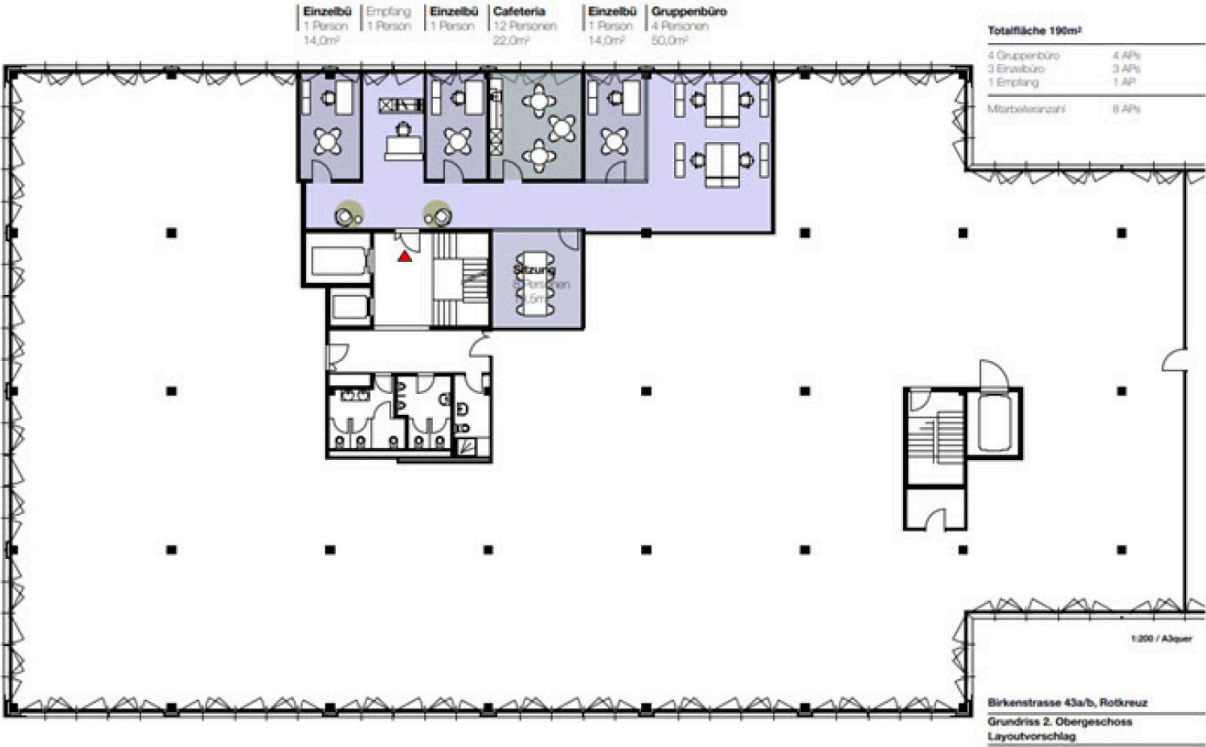 Einzelbü
1 Person
14,0m²
Empfang
1 Person
Einzelbü
1 Person
Cafeteria
12 Personen
22,0m²
Einzelbü
1 Person
14,0m²
Gruppenbüro
4 Personen
50,0m²
Totalfläche 190m²
4 Gruppenbüro 4 APs
3 Einzelbüro 3 APs
1 Empfang 1 AP
Mitarbeiteranzahl 8 APs
Sitzung
8 Personen
1:200 / A3quer
Birkenstrasse 43a/b, Rotkreuz
Grundriss 2. Obergeschoss
Layoutvorschlag